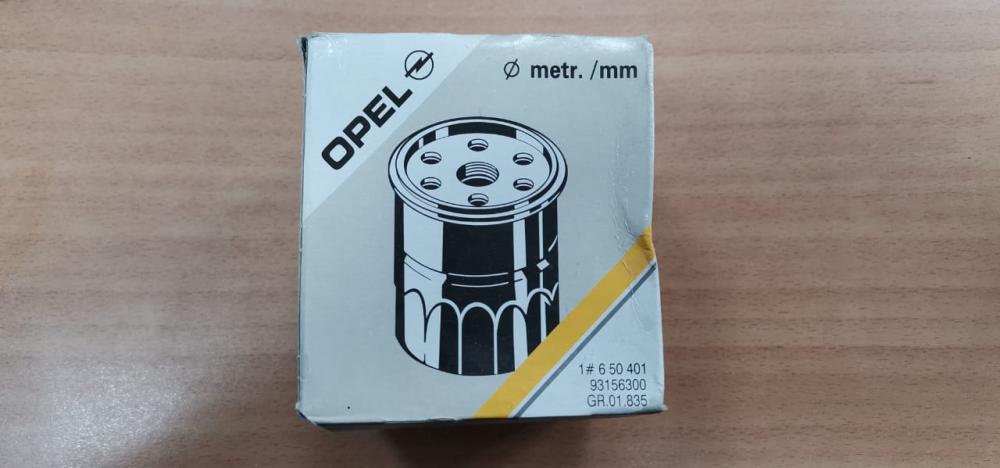 OPEL
Ø metr. /mm
1# 6 50 401
93156300
GR.01.835